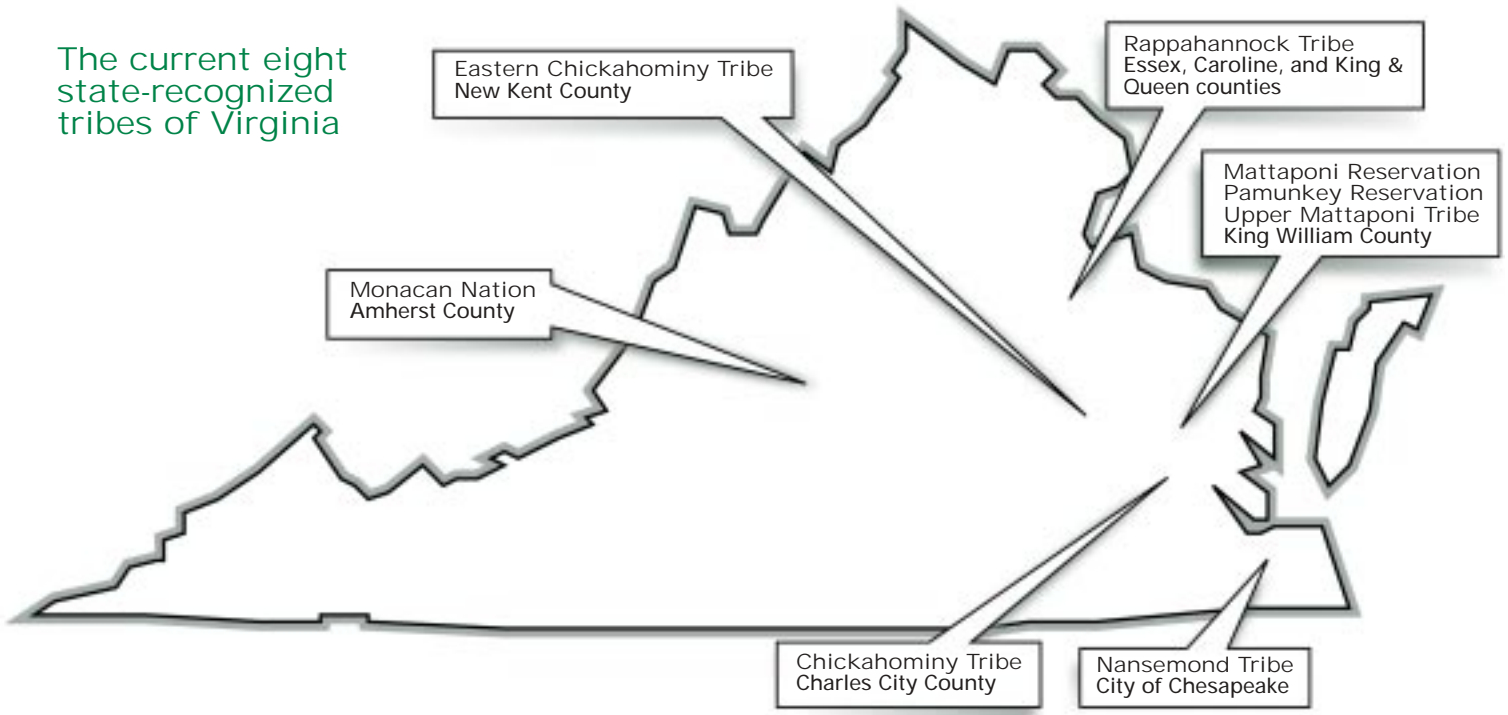 The current eight
state-recognized
tribes of Virginia
Eastern Chickahominy Tribe
New Kent County
Rappahannock Tribe
Essex, Caroline, and King &
Queen counties
Mattaponi Reservation
Pamunkey Reservation
Upper Mattaponi Tribe
King William County
Monacan Nation
Amherst County
Chickahominy Tribe
Charles City County
Nansemond Tribe
City of Chesapeake